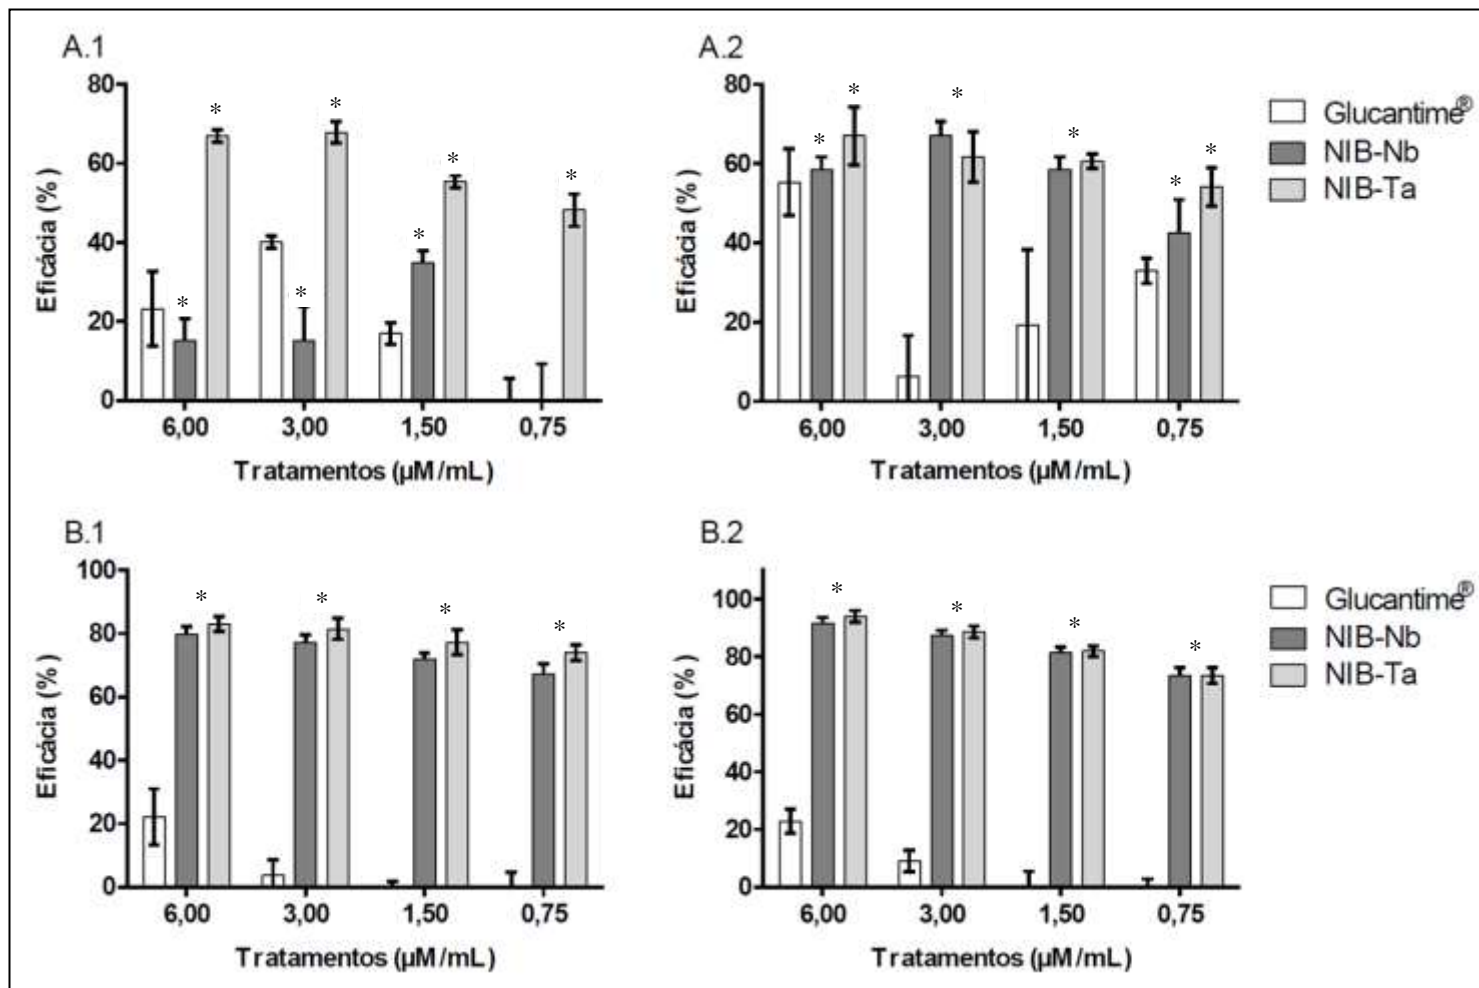 A.1
80
60
40
20
0
Eficácia (%)
* * * * * * *
6,00 3,00 1,50 0,75
Tratamentos (µM/mL)
A.2
80
60
40
20
0
Eficácia (%)
* * * * * *
6,00 3,00 1,50 0,75
Tratamentos (µM/mL)
Glucantime®
NIB-Nb
NIB-Ta
B.1
100
80
60
40
20
0
Eficácia (%)
* * * *
6,00 3,00 1,50 0,75
Tratamentos (µM/mL)
B.2
100
80
60
40
20
0
Eficácia (%)
* * * *
6,00 3,00 1,50 0,75
Tratamentos (µM/mL)
Glucantime®
NIB-Nb
NIB-Ta